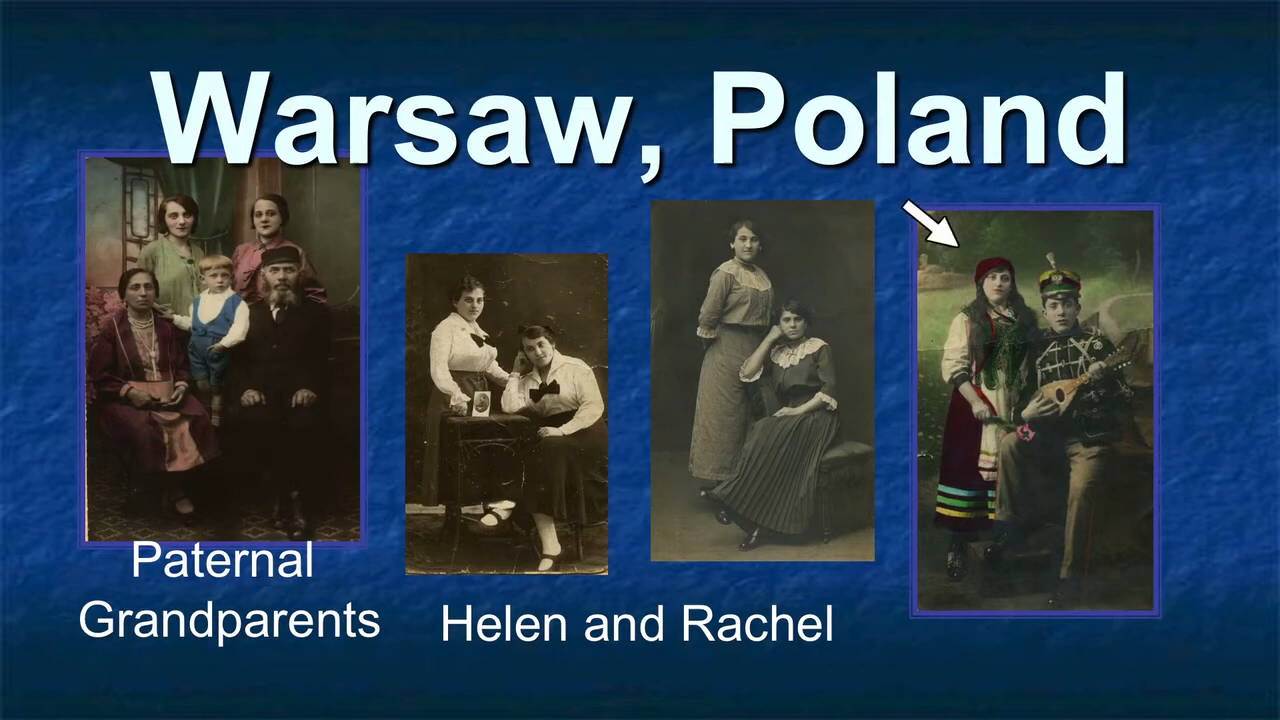 Warsaw, Poland
Paternal
Grandparents
Helen and Rachel